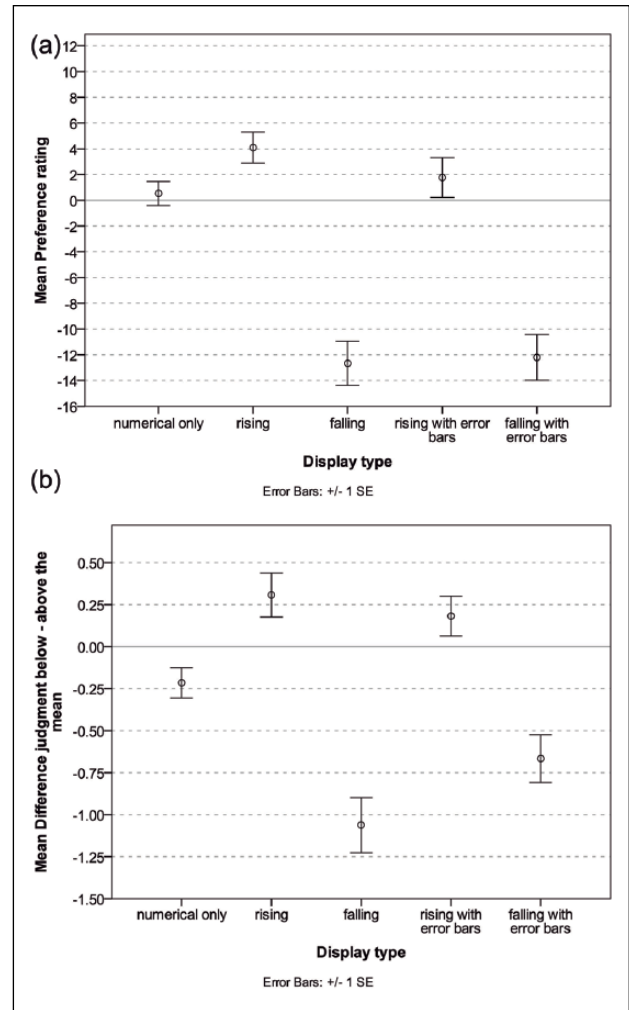 (a)
Mean Preference rating
12
10
8
6
4
2
0
-2
-4
-6
-8
-10
-12
-14
-16
numerical only
rising
falling
rising with error
bars
falling with
error bars
Display type
Error Bars: +/- 1 SE
(b)
Mean Difference judgment below - above the
mean
0.50
0.25
0.00
-0.25
-0.50
-0.75
-1.00
-1.25
-1.50
numerical only
rising
falling
rising with
error bars
falling with
error bars
Display type
Error Bars: +/- 1 SE